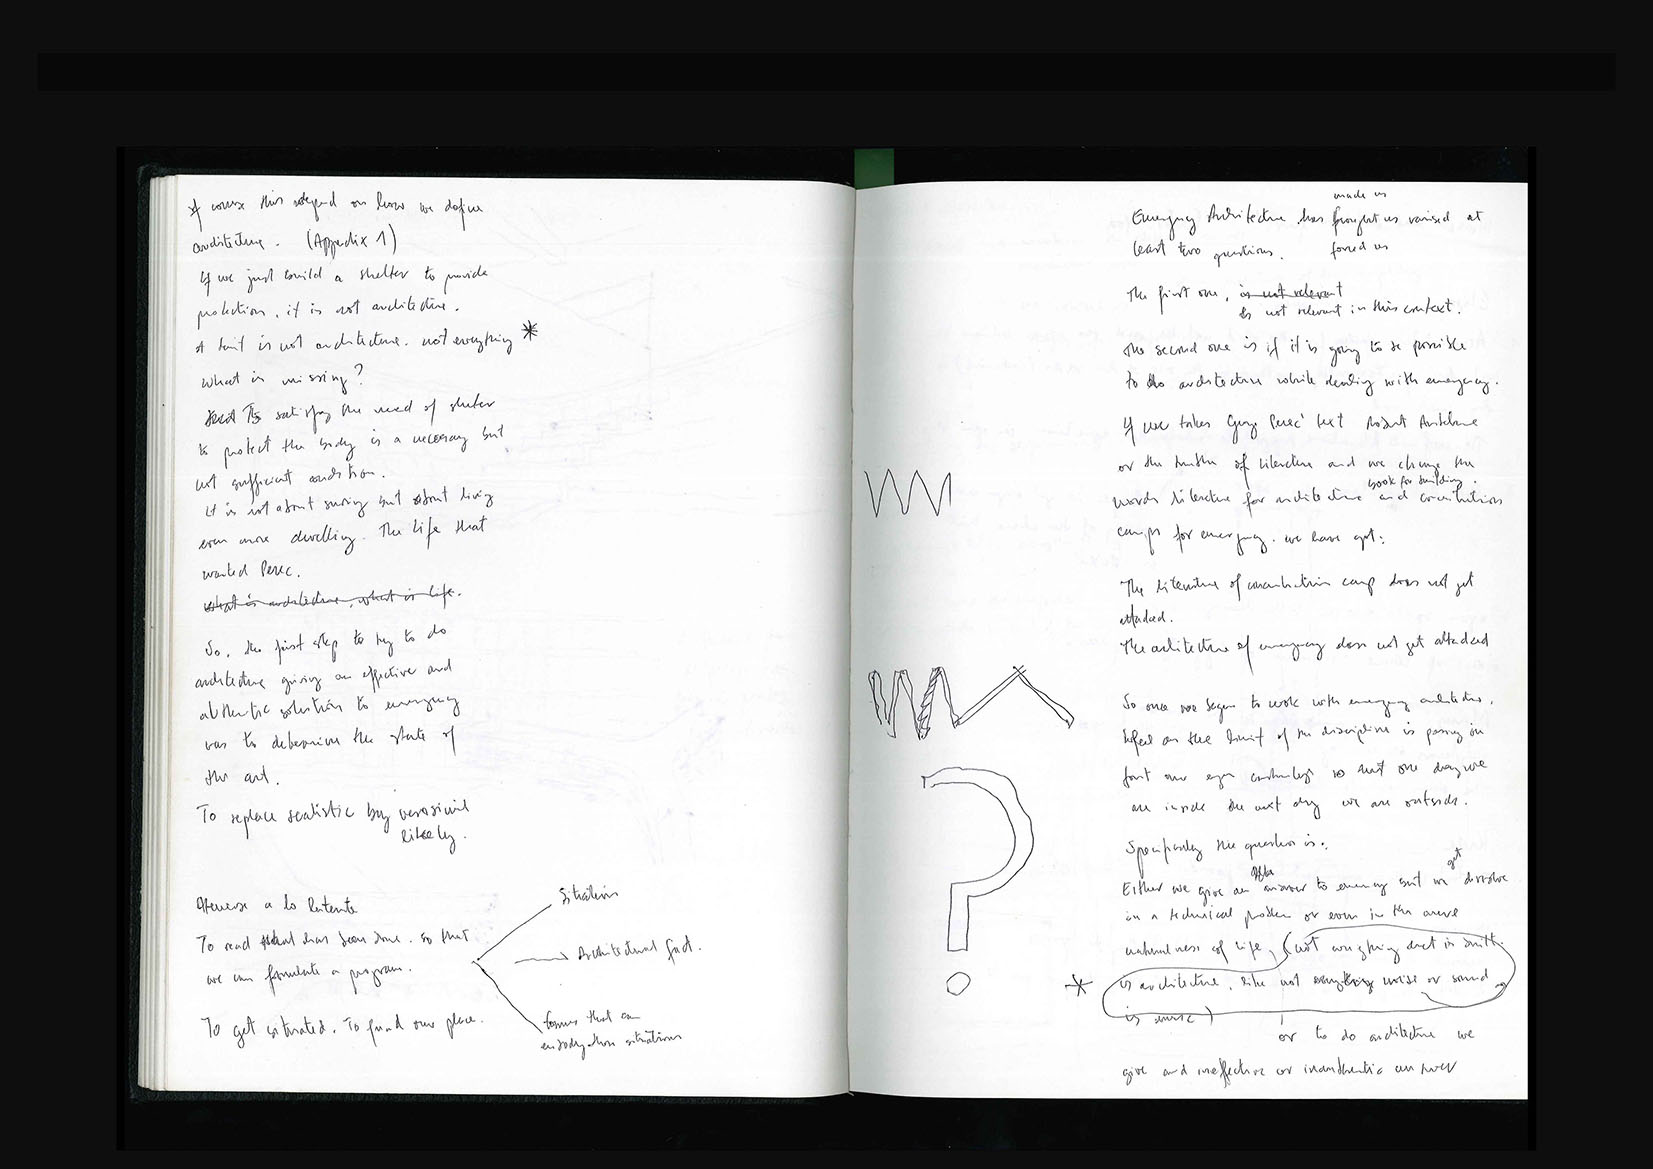 of course this depend on how we define
architecture. (Appendix 1)
If we just build a shelter to provide
protection, it is not architecture.
A tent is not architecture. not everything *
What is missing?
To satisfy the need of shelter
to protect the body is a necessary but
not sufficient condition.
It is not about surviving but about living
even more dwelling. The life that
wanted Perec.
what is architecture, what is life.
So, the first step to try to do
architecture giving an effective and
authentic solution to emergency
was to determine the state of
the art.
To replace realistic by verosimil
likely.
Atenerse a lo latente
To read what has been done. so that
we can formulate a program.
To get situated. To find our place.
Situations
Architectural fact.
forms that can
embody those situations
made us
Emergency Architecture has brought us raised at
least two questions. forced us
The first one, is not relevant
is not relevant in this context.
The second one is if it is going to be possible
to do architecture while dealing with emergency.
If we takes Perec' text Robert Antelme
or the truth of literature and we change the
book for building.
words literature for architecture and concentration
camps for emergency. we have got:
The literature of concentration camp does not get
attacked.
The architecture of emergency does not get attacked
So once we began to work with emergency architecture,
on the limit of the discipline is passing in
front our eyes so that one day we
are inside the next day we are outside.
Specifically the question is:
Either we give an answer to emergency but we get dissolve
in a technical problem or even in the mere
naturalness of life, (not everything that is built
* is architecture, like not everything noise or sound
is music)
or to do architecture we
give and ineffective or inauthentic answer